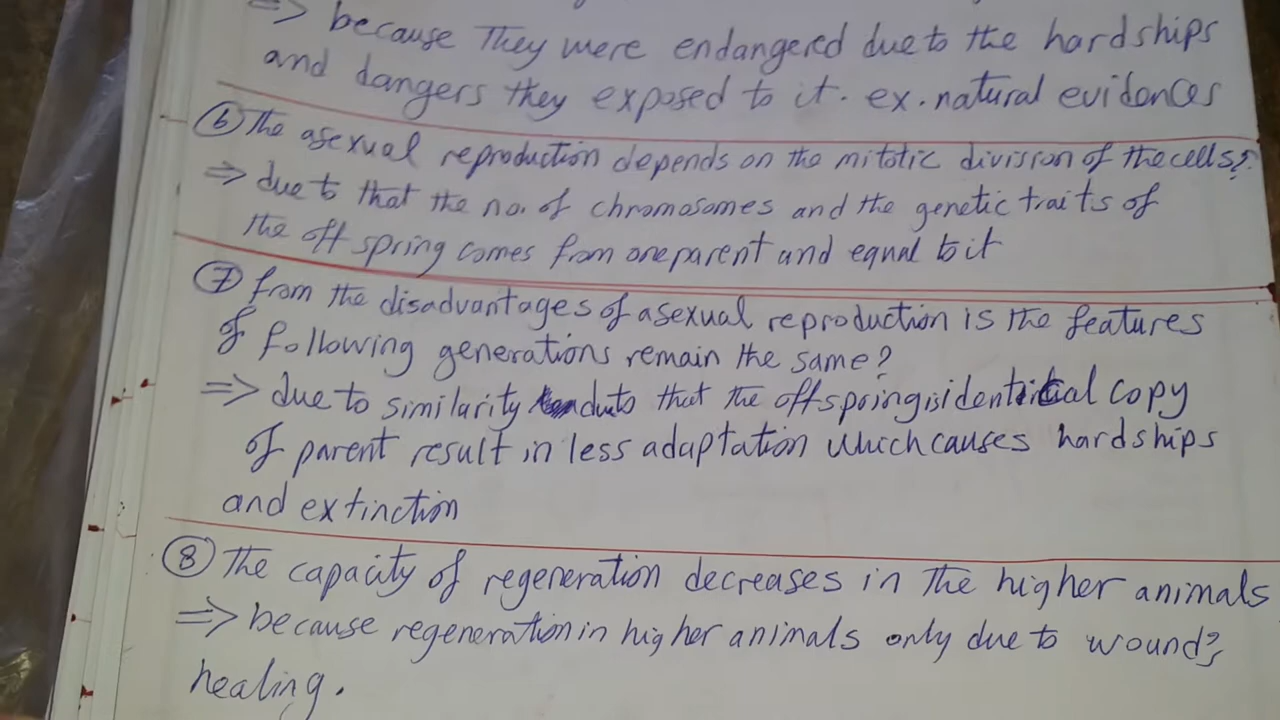 => because They were endangered due to the hardships
and dangers they exposed to it. ex. natural evidences
⑥ The asexual reproduction depends on the mitotic division of the cells?
=> due to that the no. of chromosomes and the genetic traits of
the off spring comes from one parent and equal to it
⑦ from the disadvantages of asexual reproduction is the features
of following generations remain the same?
=> due to similarity that the offspring is identical copy
of parent result in less adaptation which causes hardships
and extinction
⑧ The capacity of regeneration decreases in the higher animals
=> because regeneration in higher animals only due to wound's
healing.